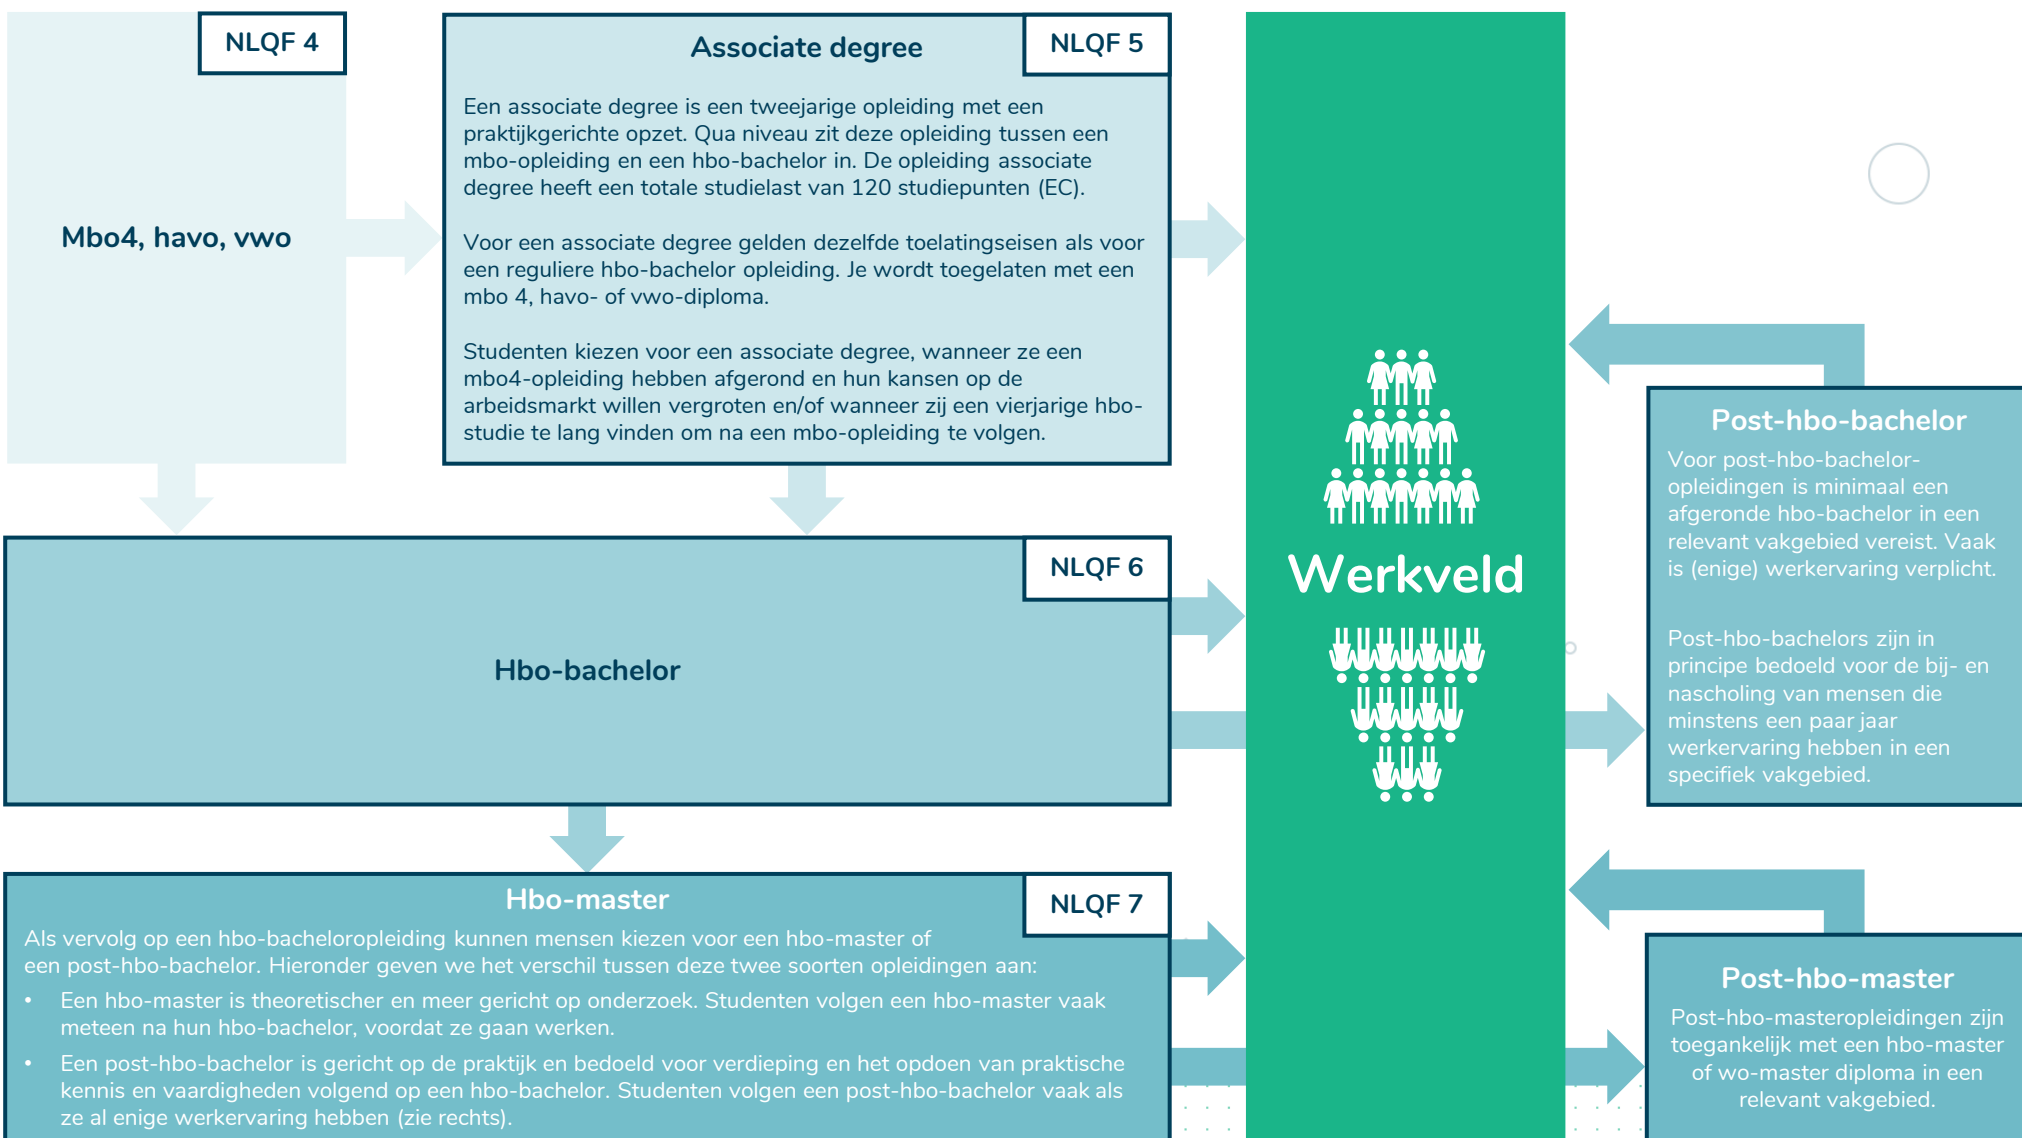 NLQF 4
Mbo4, havo, vwo
Associate degree
NLQF 5
Een associate degree is een tweejarige opleiding met een
praktijkgerichte opzet. Qua niveau zit deze opleiding tussen een
mbo-opleiding en een hbo-bachelor in. De opleiding associate
degree heeft een totale studielast van 120 studiepunten (EC).
Voor een associate degree gelden dezelfde toelatingseisen als voor
een reguliere hbo-bachelor opleiding. Je wordt toegelaten met een
mbo 4, havo- of vwo-diploma.
Studenten kiezen voor een associate degree, wanneer ze een
mbo4-opleiding hebben afgerond en hun kansen op de
arbeidsmarkt willen vergroten en/of wanneer zij een vierjarige hbo-
studie te lang vinden om na een mbo-opleiding te volgen.
NLQF 6
Hbo-bachelor
Hbo-master
NLQF 7
Als vervolg op een hbo-bacheloropleiding kunnen mensen kiezen voor een hbo-master of
een post-hbo-bachelor. Hieronder geven we het verschil tussen deze twee soorten opleidingen aan:
• Een hbo-master is theoretischer en meer gericht op onderzoek. Studenten volgen een hbo-master vaak
meteen na hun hbo-bachelor, voordat ze gaan werken.
• Een post-hbo-bachelor is gericht op de praktijk en bedoeld voor verdieping en het opdoen van praktische
kennis en vaardigheden volgend op een hbo-bachelor. Studenten volgen een post-hbo-bachelor vaak als
ze al enige werkervaring hebben (zie rechts).
Werkveld
Post-hbo-bachelor
Voor post-hbo-bachelor-
opleidingen is minimaal een
afgeronde hbo-bachelor in een
relevant vakgebied vereist. Vaak
is (enige) werkervaring verplicht.
Post-hbo-bachelors zijn in
principe bedoeld voor de bij- en
nascholing van mensen die
minstens een paar jaar
werkervaring hebben in een
specifiek vakgebied.
Post-hbo-master
Post-hbo-masteropleidingen zijn
toegankelijk met een hbo-master
of wo-master diploma in een
relevant vakgebied.